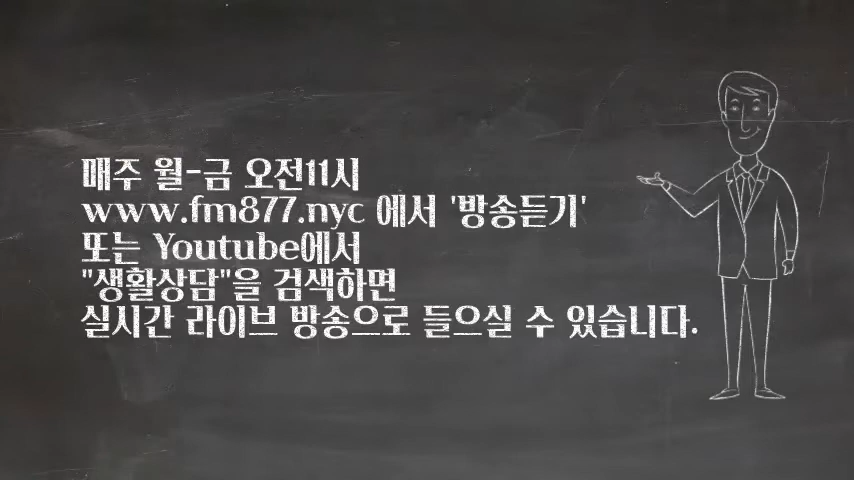 매주 월-금 오전11시
www.fm877.nyc 에서 '방송듣기'
또는 Youtube에서
"생활상담"을 검색하면
실시간 라이브 방송으로 들으실 수 있습니다.